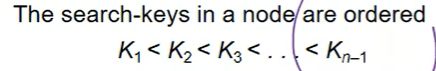 The search-keys in a node are ordered
K₁ < K₂ < K₃ < . . . < Kₙ₋₁